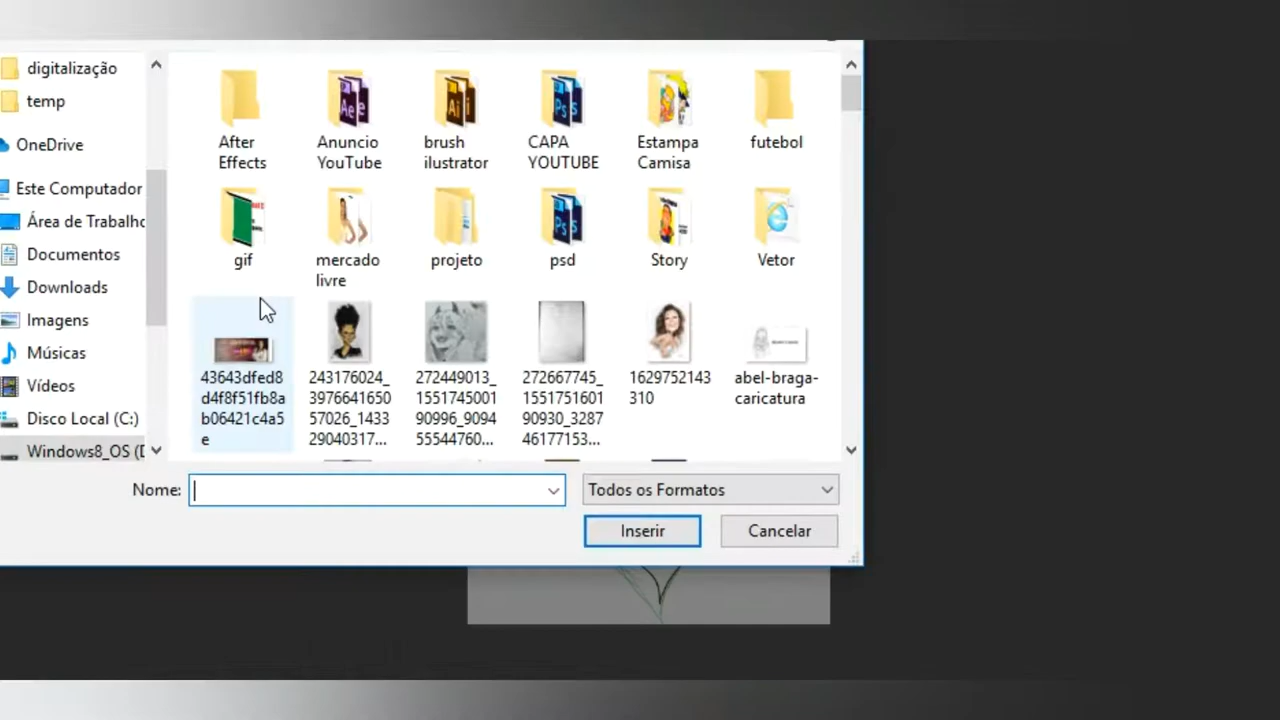 digitalização
temp
OneDrive
Este Computador
Área de Trabalho
Documentos
Downloads
Imagens
Músicas
Vídeos
Disco Local (C:)
Windows8_OS (D
After
Effects
Anuncio
YouTube
brush
ilustrator
CAPA
YOUTUBE
Estampa
Camisa
futebol
gif
mercado
livre
projeto
psd
Story
Vetor
43643dfed8
d4f8f51fb8a
b06421c4a5
e
243176024_
3976641650
57026_1433
29040317...
272449013_
1551745001
90996_9094
55544760...
272667745_
1551751601
90930_3287
46177153...
1629752143
310
abel-braga-
caricatura
Nome:
Todos os Formatos
Inserir
Cancelar